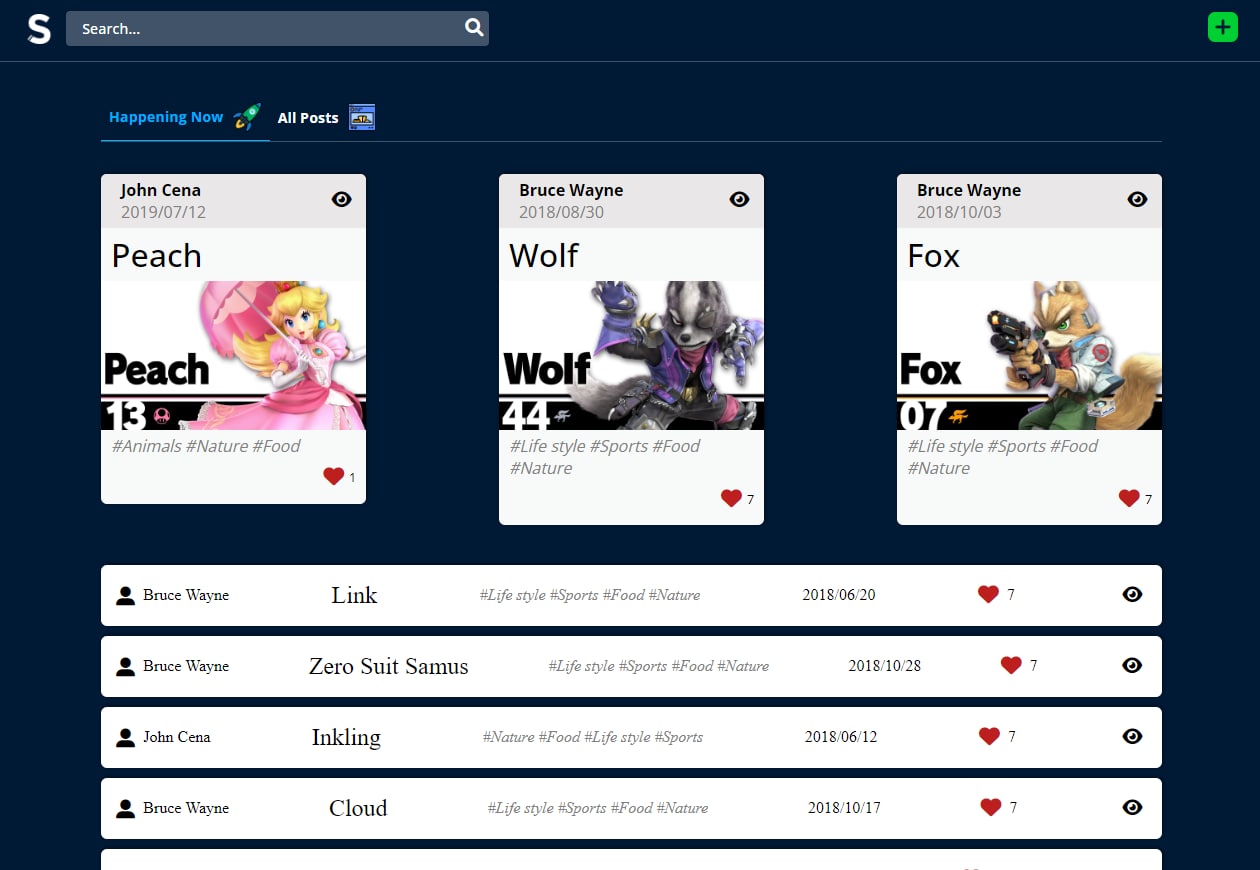 S
Search...
Happening Now
All Posts
John Cena
2019/07/12
Peach
Peach
13
#Animals #Nature #Food
1
Bruce Wayne
2018/08/30
Wolf
Wolf
44
#Life style #Sports #Food
#Nature
7
Bruce Wayne
2018/10/03
Fox
Fox
07
#Life style #Sports #Food
#Nature
7
Bruce Wayne Link #Life style #Sports #Food #Nature 2018/06/20 7
Bruce Wayne Zero Suit Samus #Life style #Sports #Food #Nature 2018/10/28 7
John Cena Inkling #Nature #Food #Life style #Sports 2018/06/12 7
Bruce Wayne Cloud #Life style #Sports #Food #Nature 2018/10/17 7